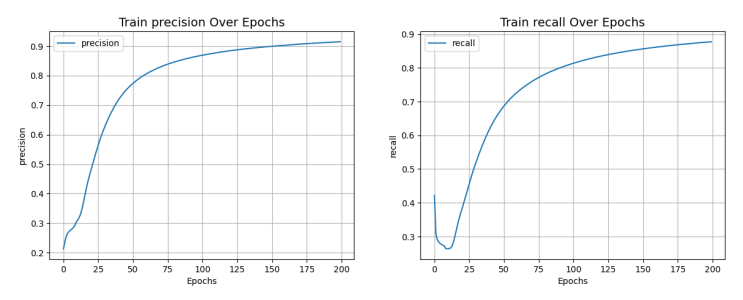 Train precision Over Epochs
precision
0.9
0.8
0.7
0.6
0.5
0.4
0.3
0.2
precision
0 25 50 75 100 125 150 175 200
Epochs
Train recall Over Epochs
recall
0.9
0.8
0.7
0.6
0.5
0.4
0.3
recall
0 25 50 75 100 125 150 175 200
Epochs